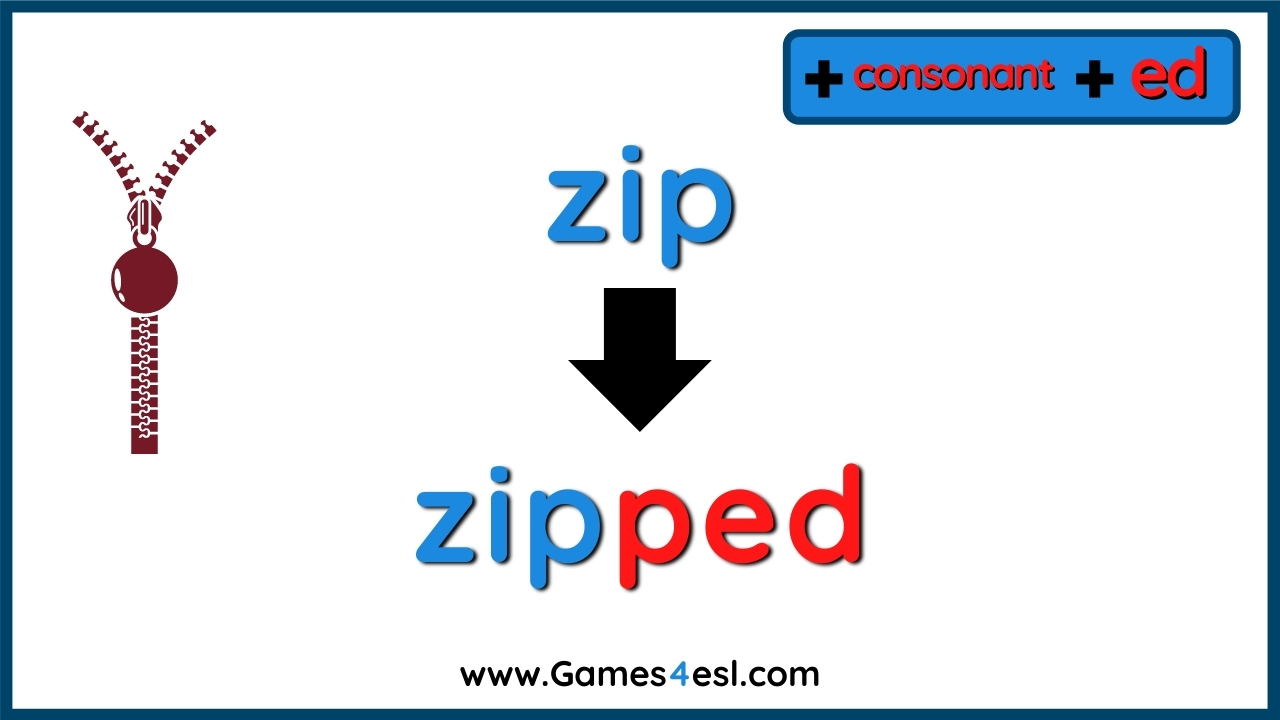 + consonant + ed
zip
zipped
www.Games4esl.com